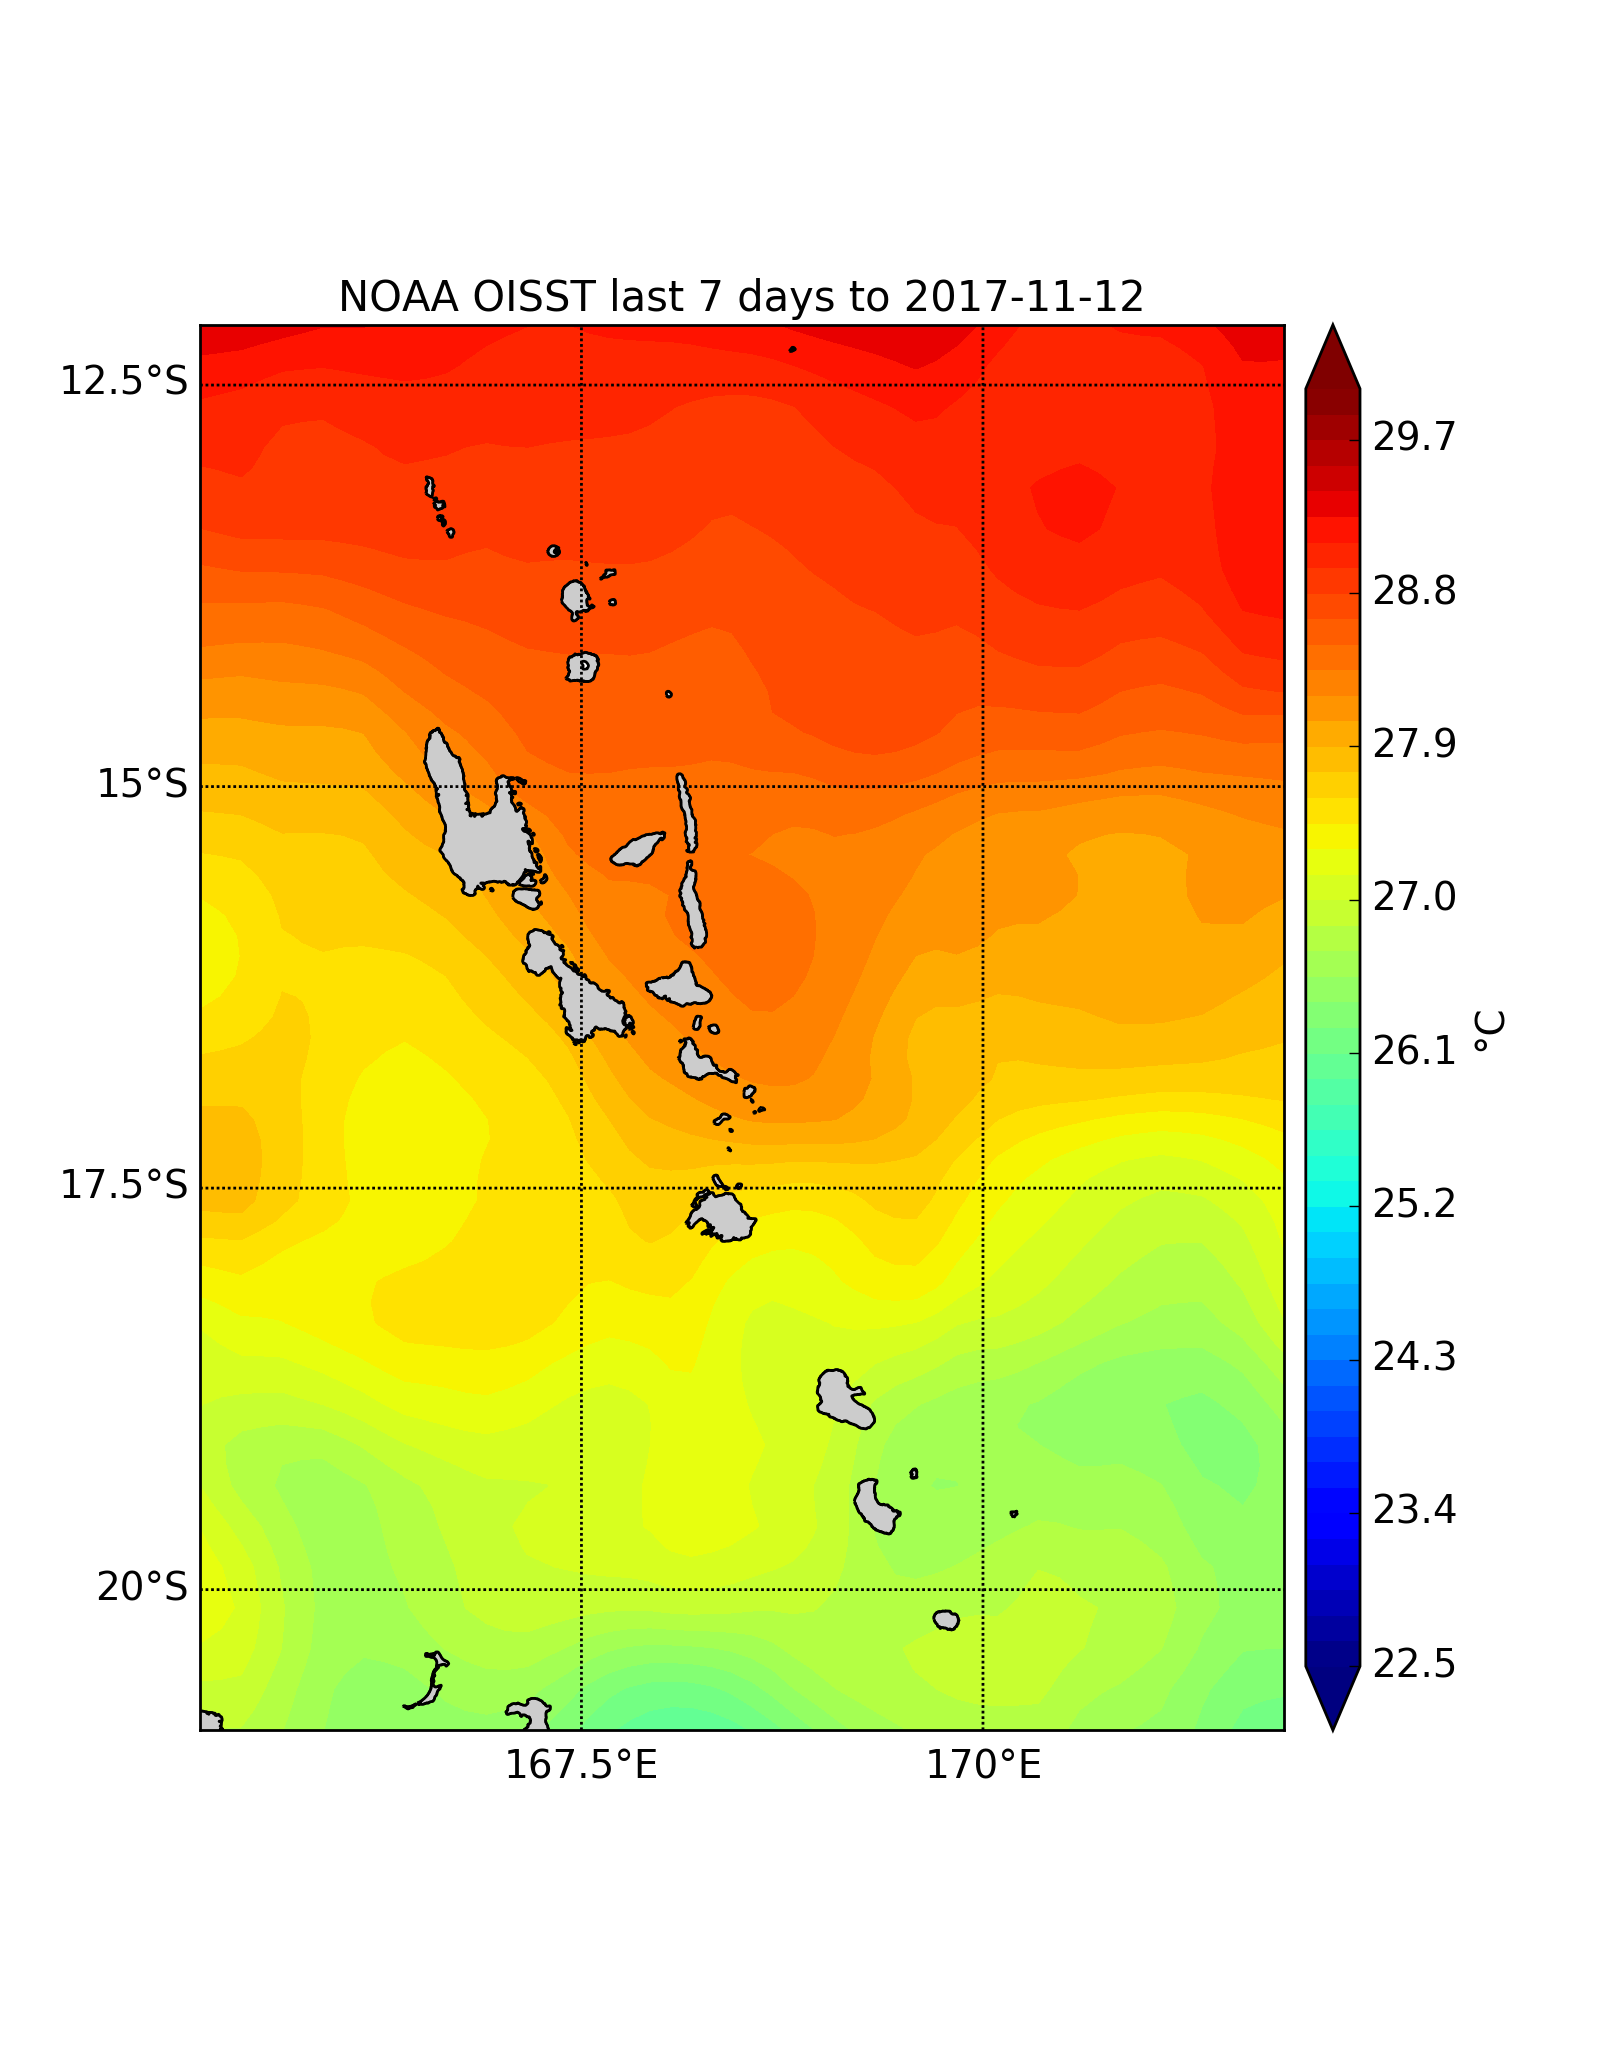 NOAA OISST last 7 days to 2017-11-12
12.5°S
15°S
17.5°S
20°S
167.5°E
170°E
29.7
28.8
27.9
27.0
26.1
25.2
24.3
23.4
22.5
°C